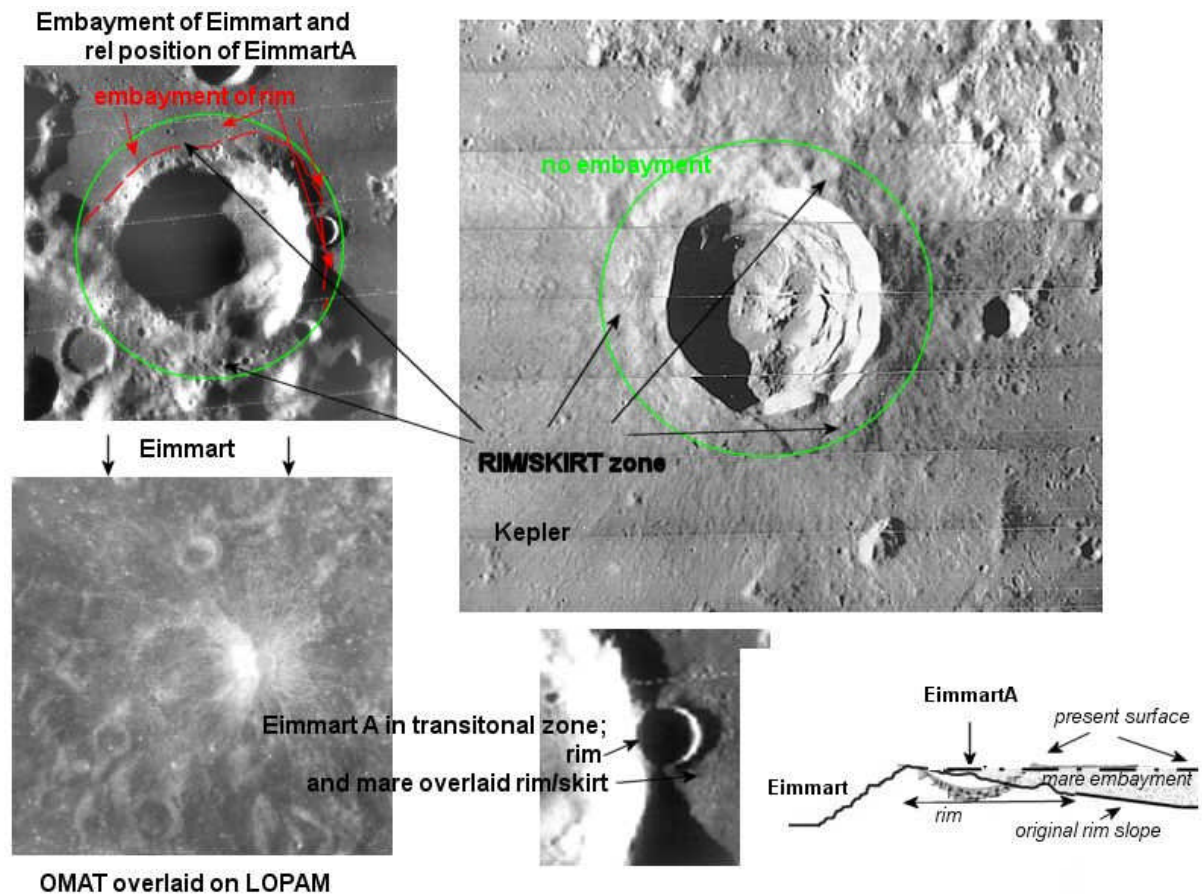 Embayment of Eimmart and
rel position of EimmartA
embayment of rim
no embayment
Eimmart
RIM/SKIRT zone
Kepler
Eimmart A in transitonal zone;
rim
and mare overlaid rim/skirt
OMAT overlaid on LOPAM
EimmartA
present surface
mare embayment
Eimmart
rim
original rim slope